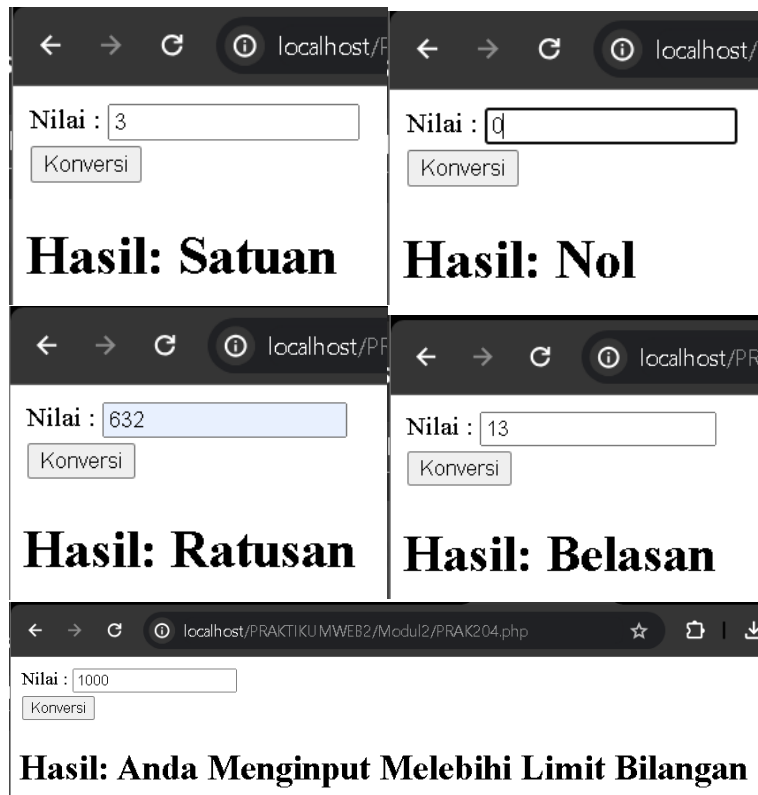 localhost/P
Nilai : 3
Konversi
Hasil: Satuan
localhost/
Nilai : 0
Konversi
Hasil: Nol
localhost/PR
Nilai : 632
Konversi
Hasil: Ratusan
localhost/PR
Nilai : 13
Konversi
Hasil: Belasan
localhost/PRAKTIKUMWEB2/Modul2/PRAK204.php
Nilai : 1000
Konversi
Hasil: Anda Menginput Melebihi Limit Bilangan